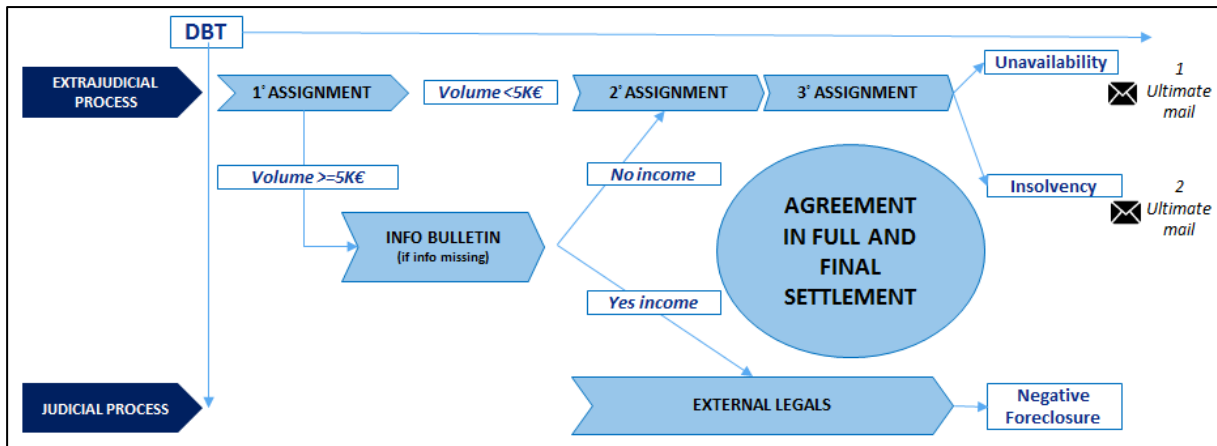 DBT
EXTRAJUDICIAL
PROCESS
1° ASSIGNMENT
Volume <5K€
2° ASSIGNMENT
3° ASSIGNMENT
Unavailability
1
Ultimate
mail
Volume >=5K€
No income
Insolvency
2
Ultimate
mail
INFO BULLETIN
(if info missing)
AGREEMENT
IN FULL AND
FINAL
SETTLEMENT
Yes income
JUDICIAL PROCESS
EXTERNAL LEGALS
Negative
Foreclosure